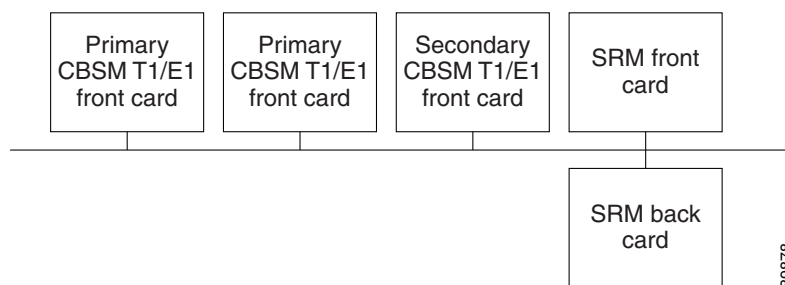 Primary
CBSM T1/E1
front card
Primary
CBSM T1/E1
front card
Secondary
CBSM T1/E1
front card
SRM front
card
SRM back
card